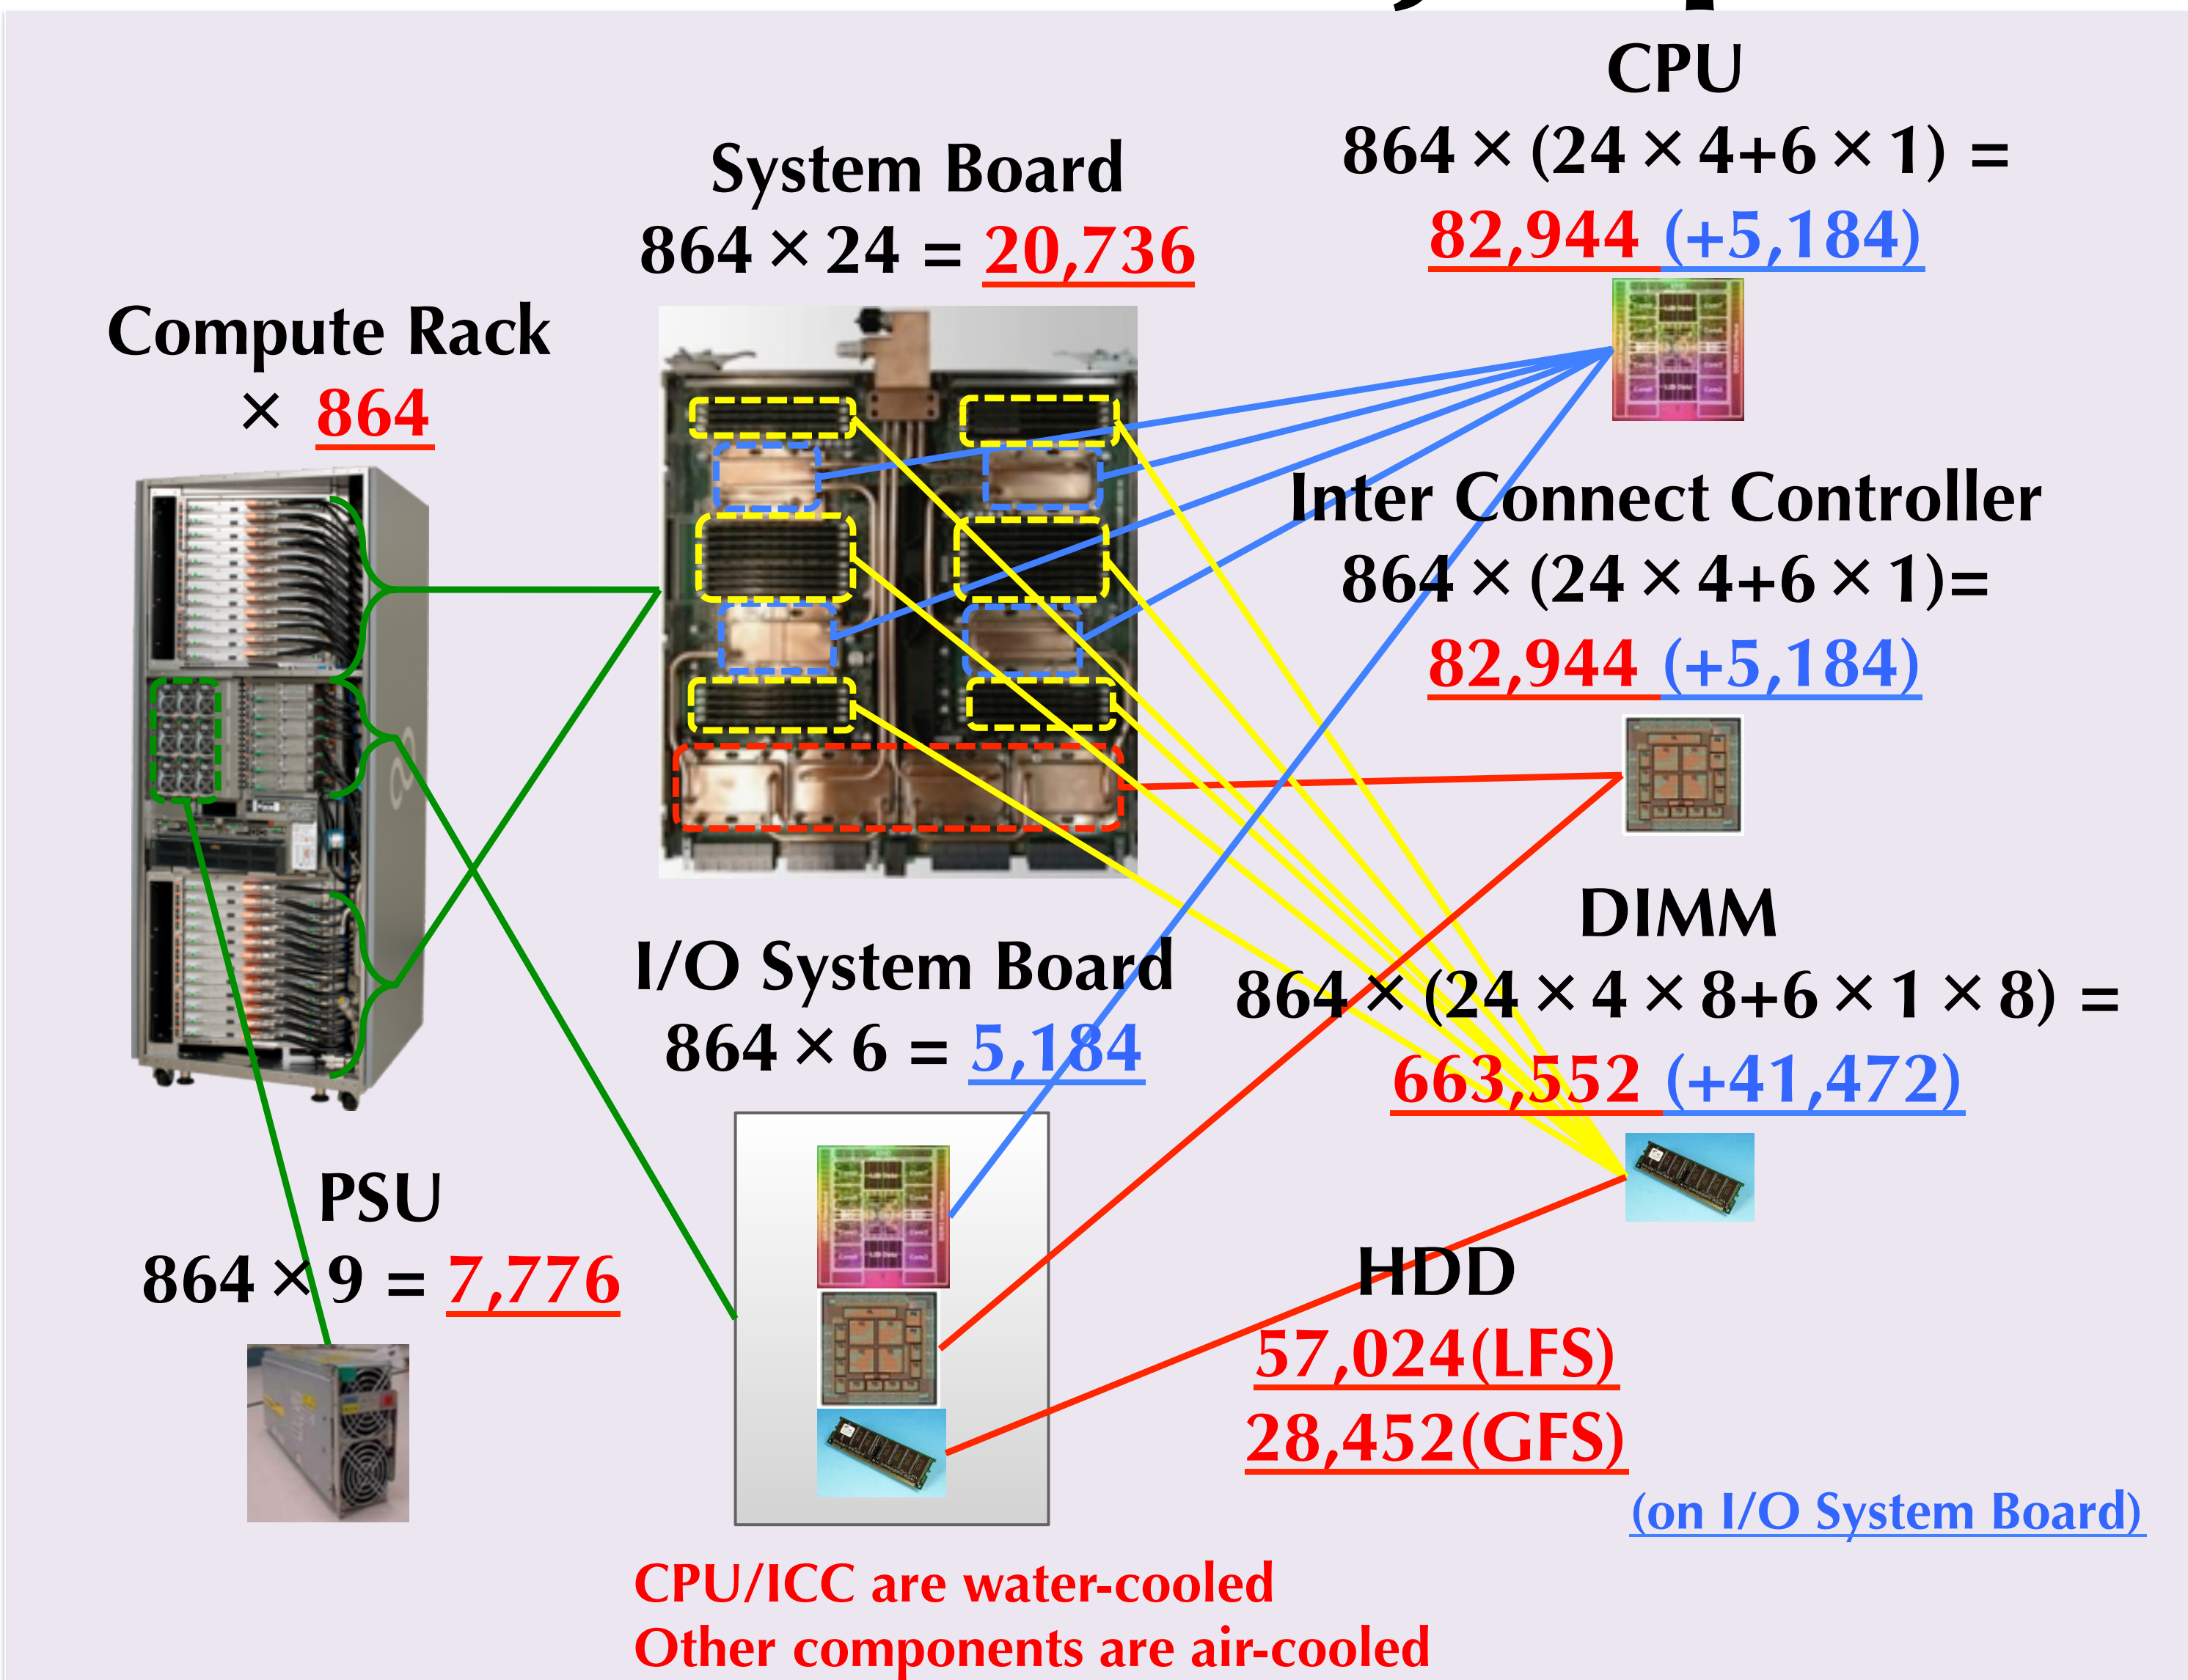 CPU
864 × (24 × 4+6 × 1) =
82,944 (+5,184)
System Board
864 × 24 = 20,736
Compute Rack
× 864
Inter Connect Controller
864 × (24 × 4+6 × 1)=
82,944 (+5,184)
DIMM
864 × (24 × 4 × 8+6 × 1 × 8) =
663,552 (+41,472)
I/O System Board
864 × 6 = 5,184
PSU
864 × 9 = 7,776
HDD
57,024(LFS)
28,452(GFS)
(on I/O System Board)
CPU/ICC are water-cooled
Other components are air-cooled